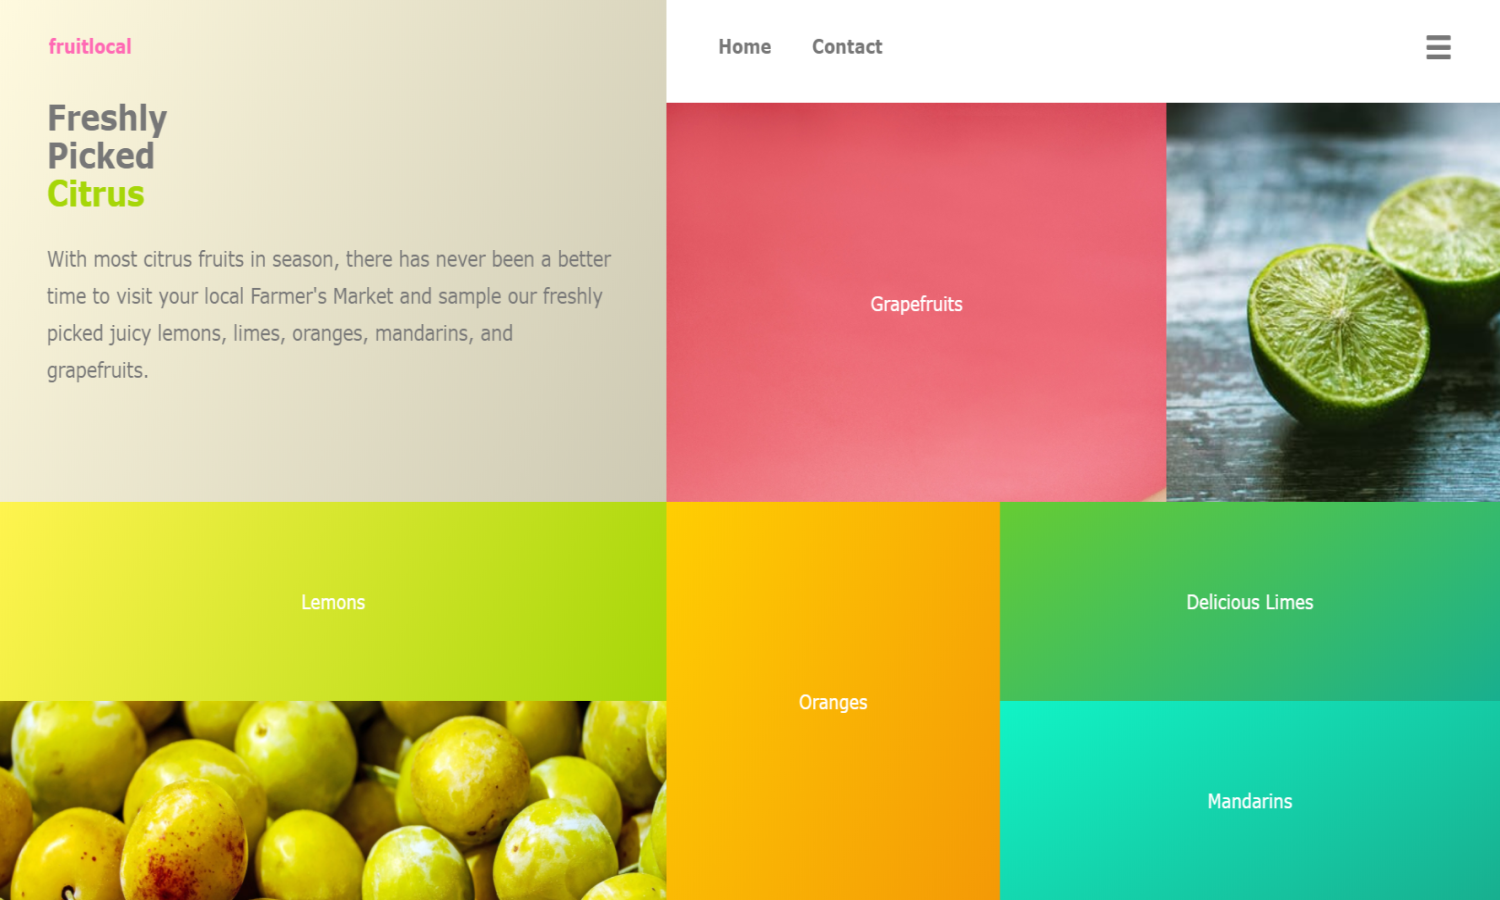 fruitlocal
Home
Contact
Freshly
Picked
Citrus
With most citrus fruits in season, there has never been a better
time to visit your local Farmer's Market and sample our freshly
picked juicy lemons, limes, oranges, mandarins, and
grapefruits.
Grapefruits
Lemons
Oranges
Delicious Limes
Mandarins